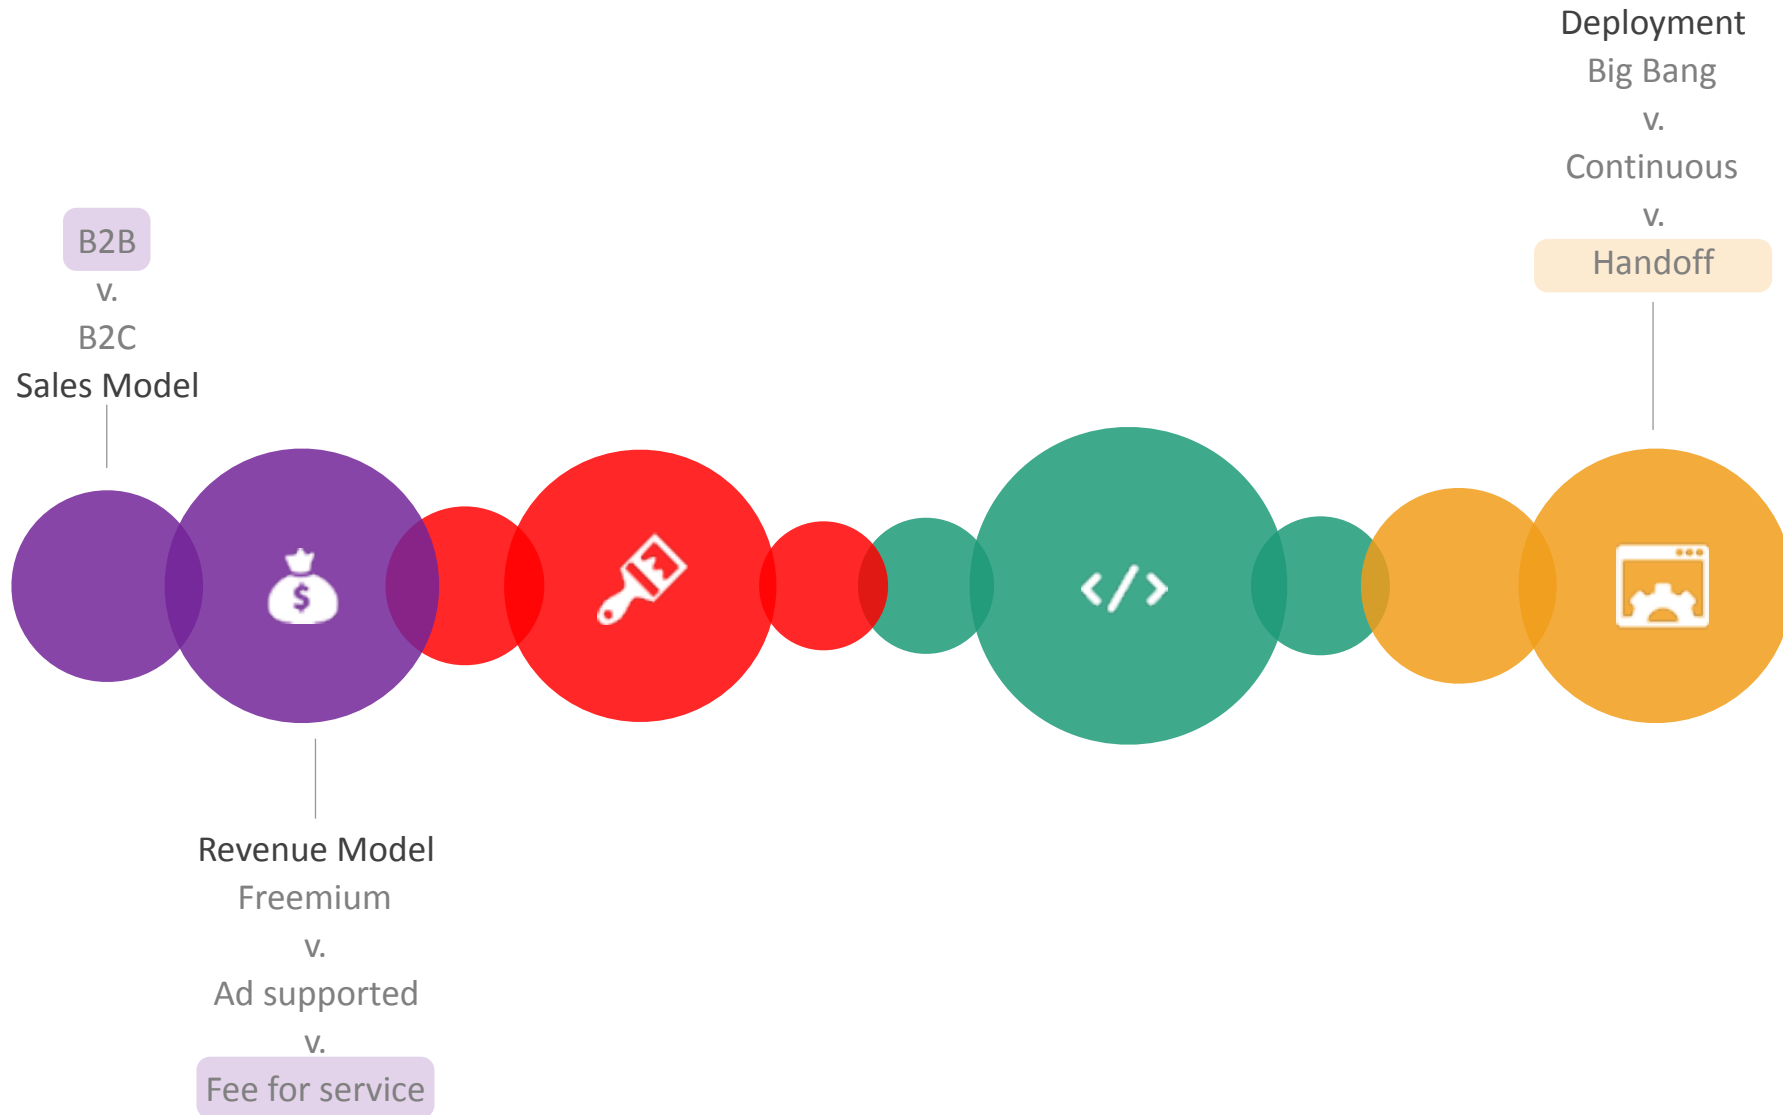 Deployment
Big Bang
v.
Continuous
v.
Handoff
B2B
v.
B2C
Sales Model
$
</>
Revenue Model
Freemium
v.
Ad supported
v.
Fee for service